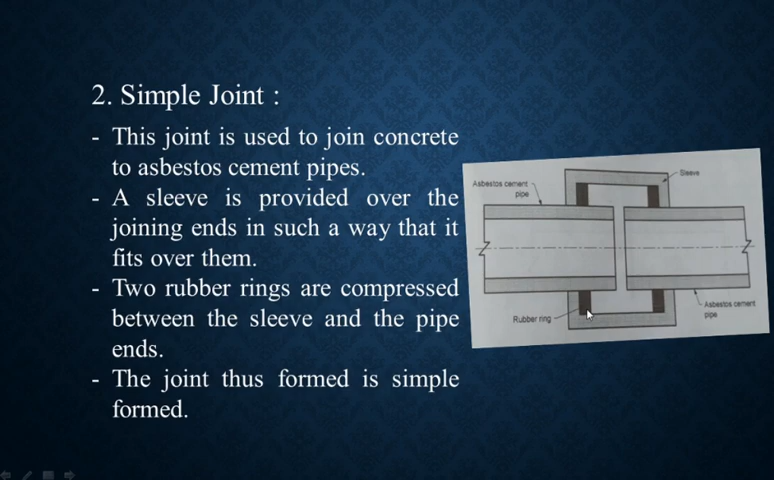 2. Simple Joint :
- This joint is used to join concrete
to asbestos cement pipes.
- A sleeve is provided over the
joining ends in such a way that it
fits over them.
- Two rubber rings are compressed
between the sleeve and the pipe
ends.
- The joint thus formed is simple
formed.
Asbestos cement
pipe
Sleeve
Rubber ring
Asbestos cement
pipe